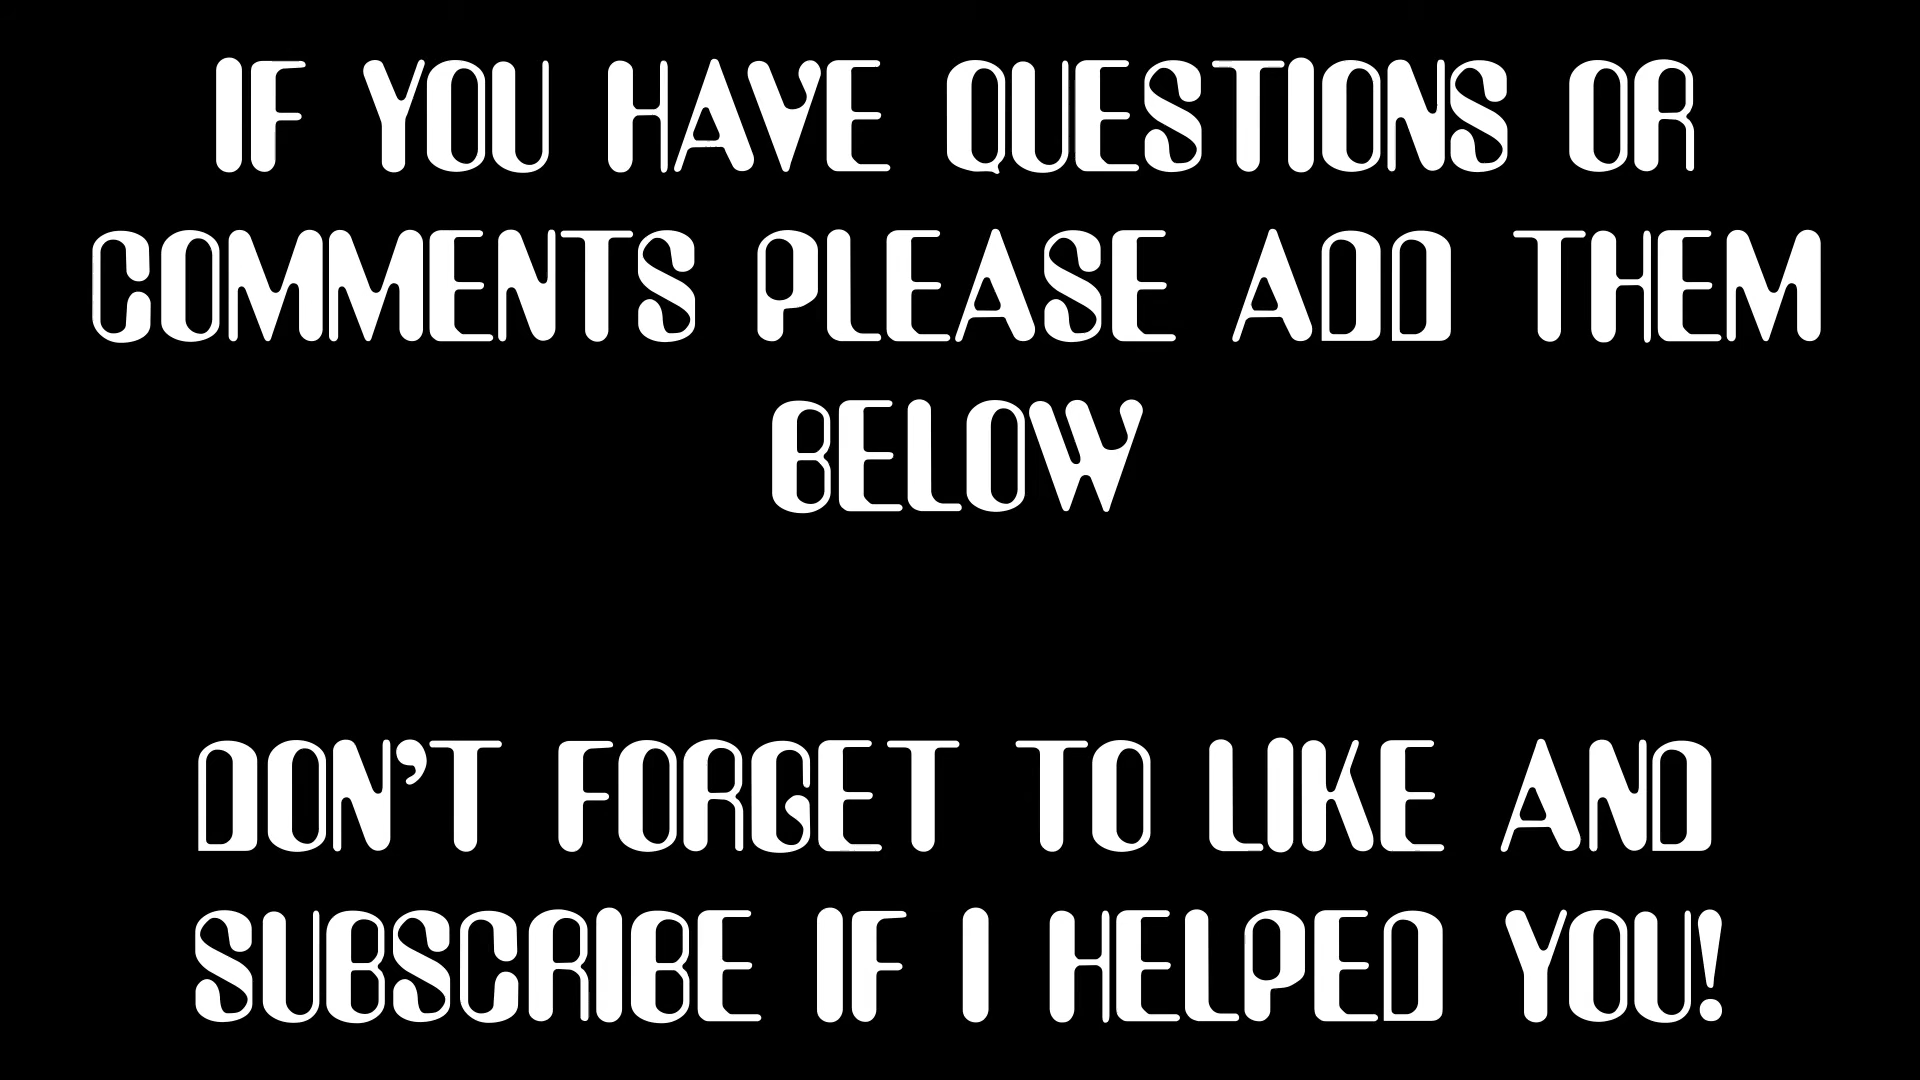 IF YOU HAVE QUESTIONS OR
COMMENTS PLEASE ADD THEM
BELOW
DON'T FORGET TO LIKE AND
SUBSCRIBE IF I HELPED YOU!